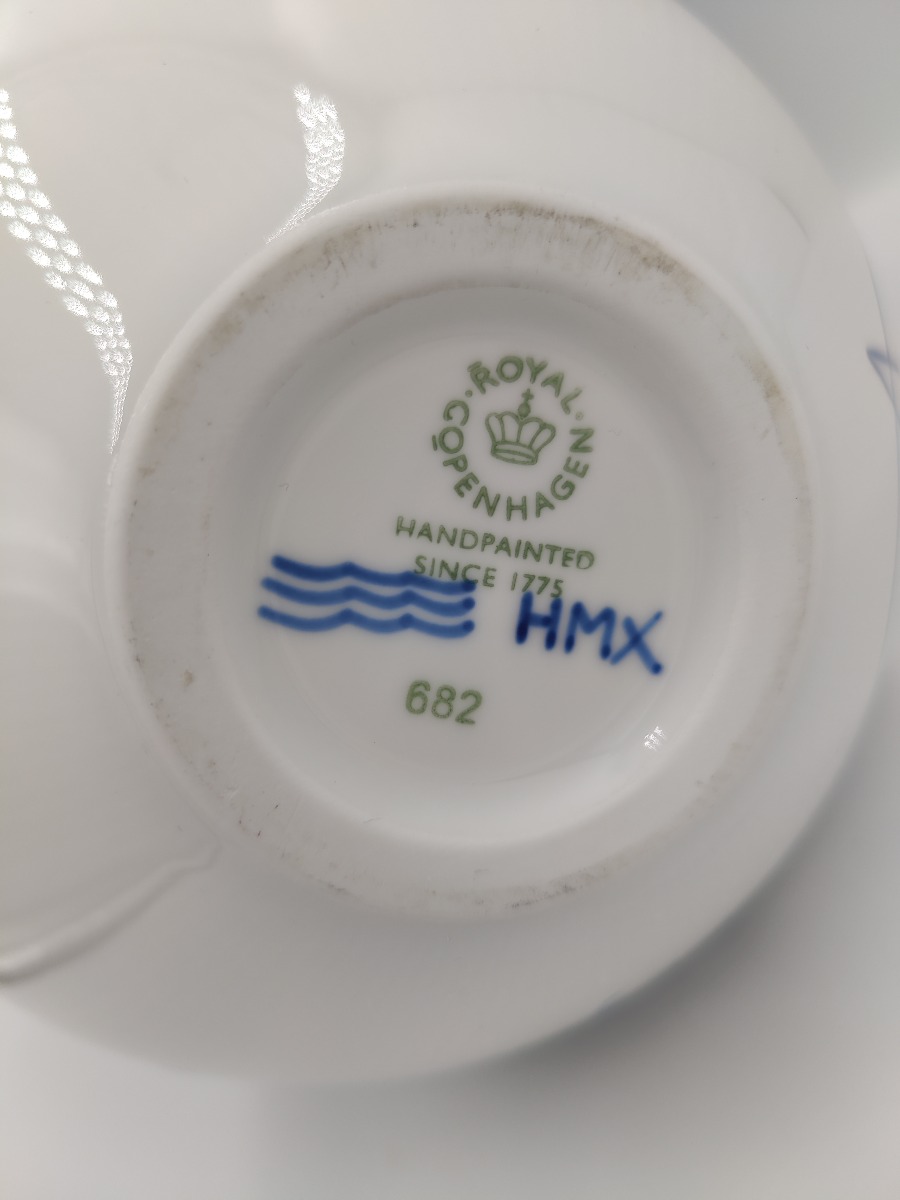 ROYAL
COPENHAGEN
HANDPAINTED
SINCE 1775
HMX
682